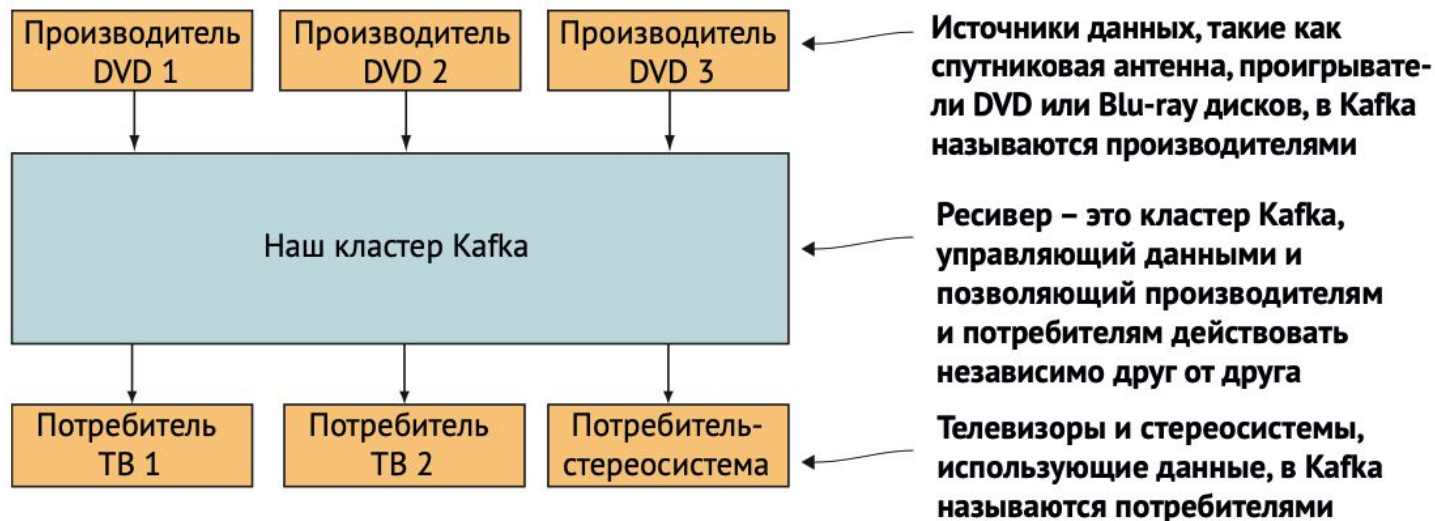 Производитель
DVD 1
Производитель
DVD 2
Производитель
DVD 3
Источники данных, такие как
спутниковая антенна, проигрывате-
ли DVD или Blu-ray дисков, в Kafka
называются производителями
Наш кластер Kafka
Ресивер – это кластер Kafka,
управляющий данными и
позволяющий производителям
и потребителям действовать
независимо друг от друга
Потребитель
ТВ 1
Потребитель
ТВ 2
Потребитель-
стереосистема
Телевизоры и стереосистемы,
использующие данные, в Kafka
называются потребителями